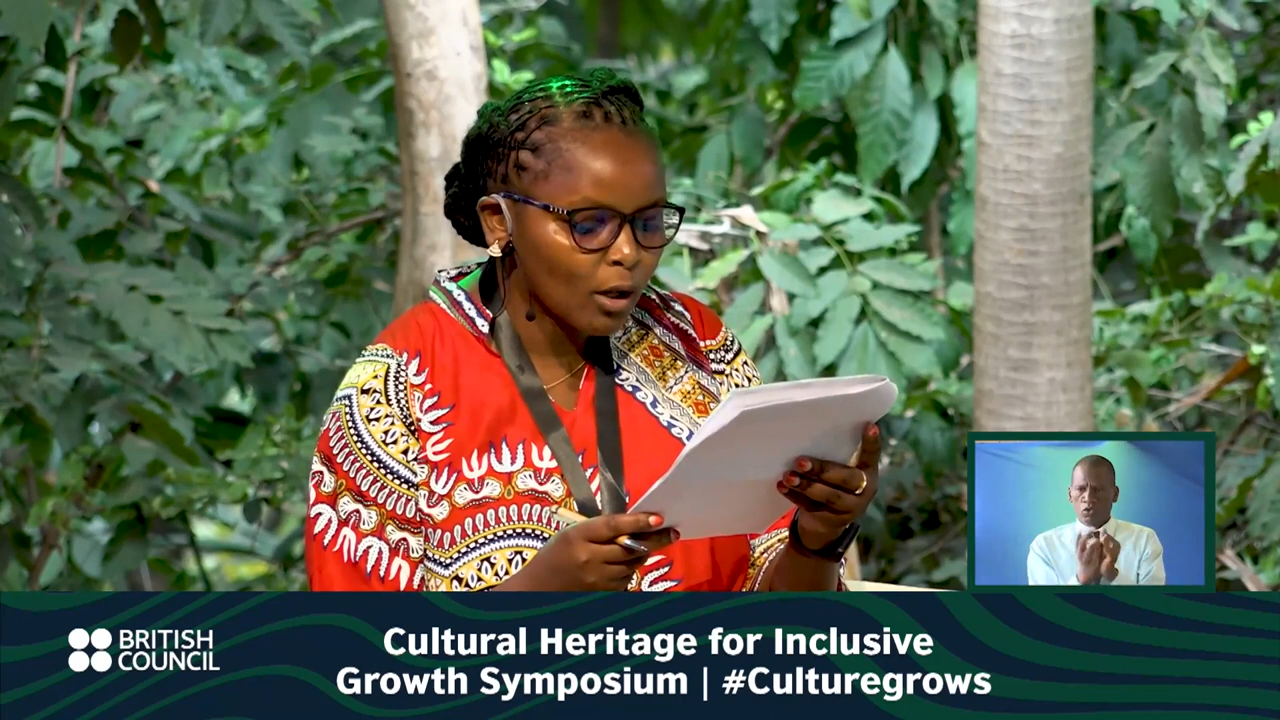 BRITISH
COUNCIL
Cultural Heritage for Inclusive
Growth Symposium | #Culturegrows